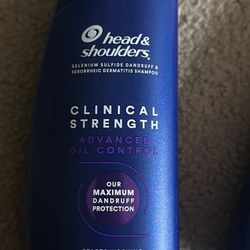 head &
shoulders
SELENIUM SULFIDE DANDRUFF &
SEBORRHEIC DERMATITIS SHAMPOO
CLINICAL
STRENGTH
ADVANCED
OIL CONTROL
OUR
MAXIMUM
DANDRUFF
PROTECTION